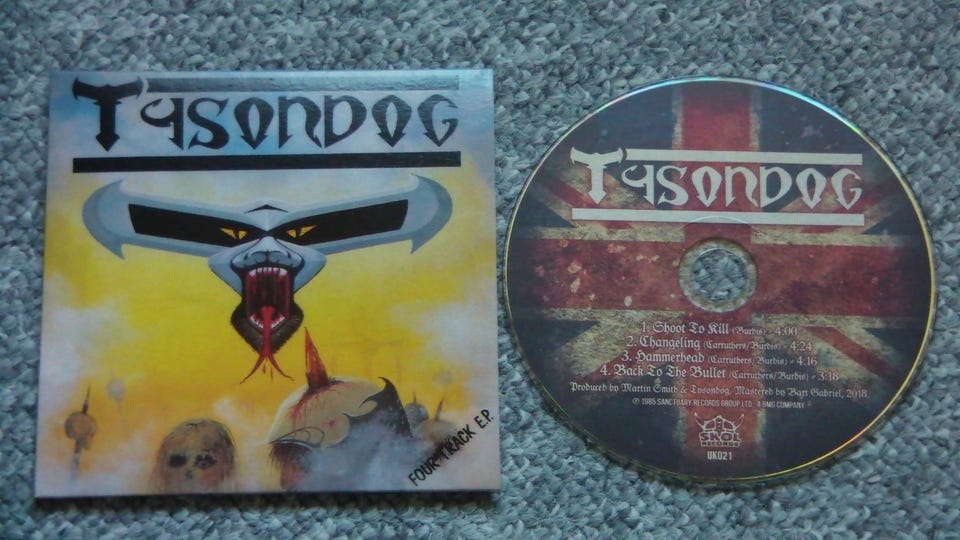 TYSONDOG
FOUR TRACK E.P.
TYSONDOG
1. Shoot To Kill (Burdis) - 4:00
2. Changeling (Carruthers/Burdis) - 4:24
3. Hammerhead (Carruthers/Burdis) - 4:16
4. Back To The Bullet (Carruthers/Burdis) - 3:18
Produced by Martin Smith & Tysondog. Mastered by Bart Gabriel, 2018.
℗ 1985 SANCTUARY RECORDS GROUP LTD., A BMG COMPANY
SKOL
RECORDS
UK021